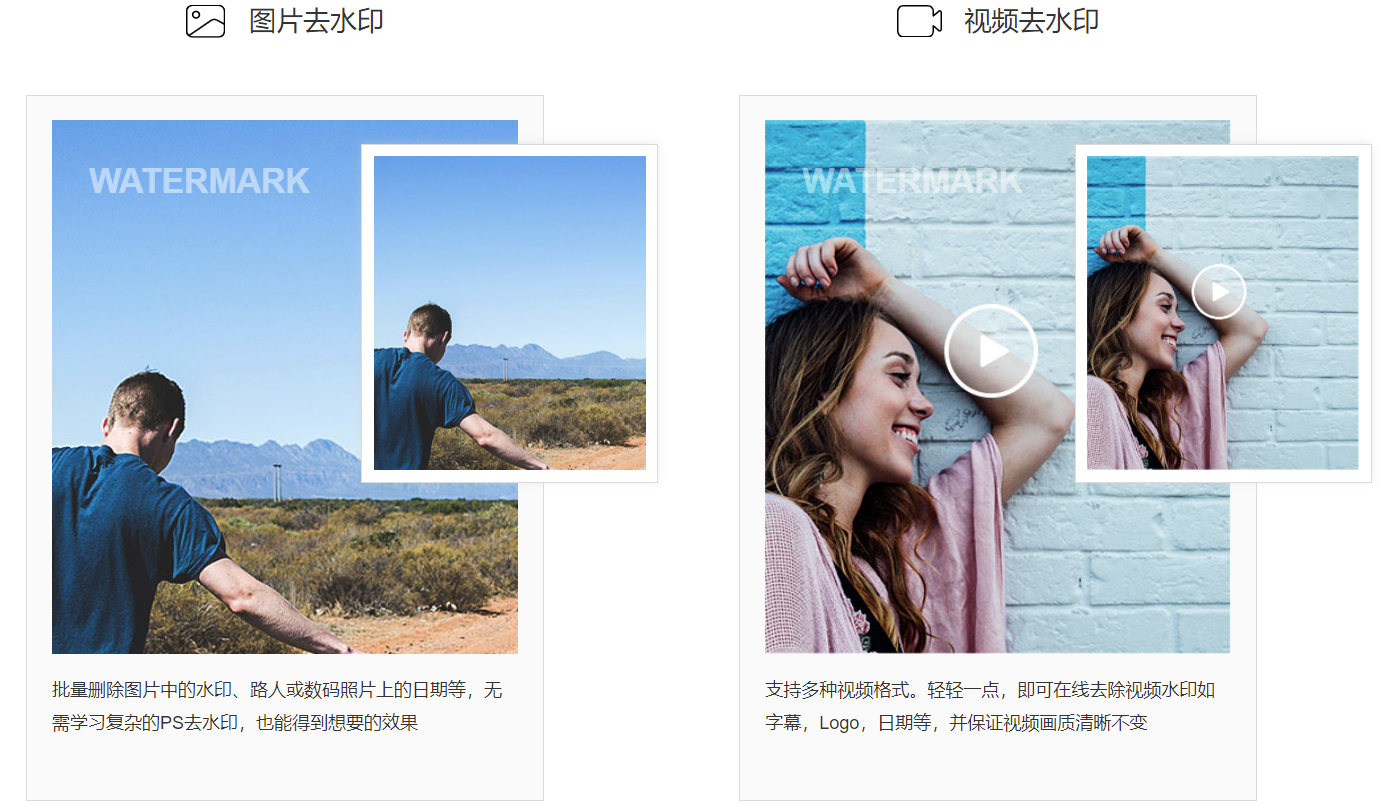 图片去水印
视频去水印
WATERMARK
WATERMARK
批量删除图片中的水印、路人或数码照片上的日期等，无
需学习复杂的PS去水印，也能得到想要的效果
支持多种视频格式。轻轻一点，即可在线去除视频水印如
字幕，Logo，日期等，并保证视频画质清晰不变